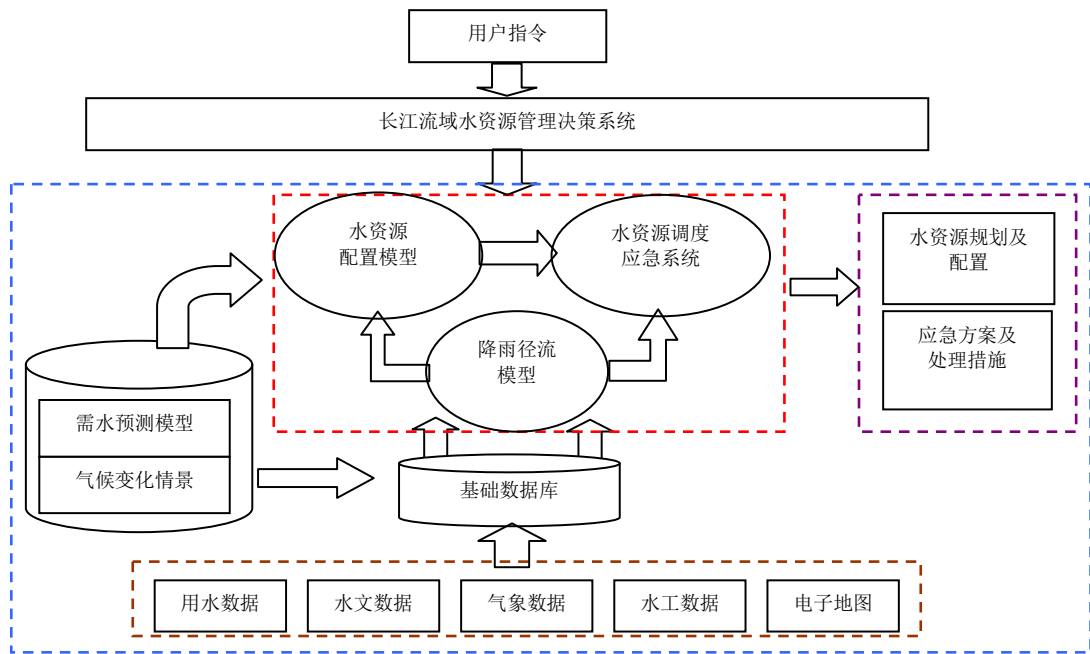 用户指令
长江流域水资源管理决策系统
水资源
配置模型
水资源调度
应急系统
水资源规划及
配置
降雨径流
模型
应急方案及
处理措施
需水预测模型
气候变化情景
基础数据库
用水数据
水文数据
气象数据
水工数据
电子地图